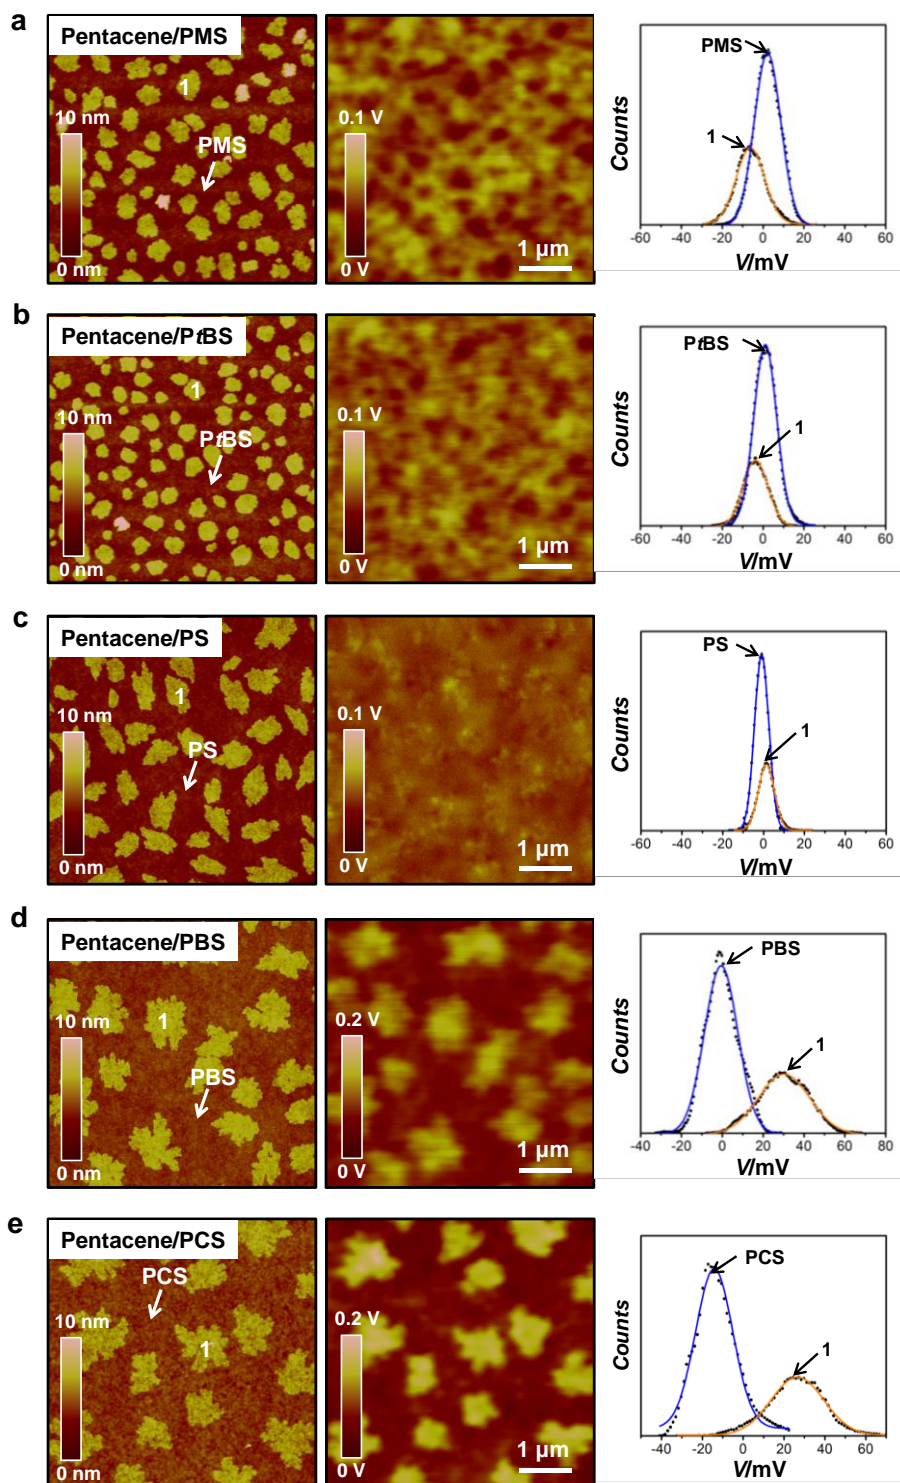 a
Pentacene/PMS
1
10 nm
PMS
0 nm
0.1 V
0 V
1 µm
Counts
PMS
1
-60 -40 -20 0 20 40 60
V/mV
b
Pentacene/PtBS
1
10 nm
PtBS
0 nm
0.1 V
0 V
1 µm
Counts
PtBS
1
-60 -40 -20 0 20 40 60
V/mV
c
Pentacene/PS
1
10 nm
PS
0 nm
0.1 V
0 V
1 µm
Counts
PS
1
-60 -40 -20 0 20 40 60
V/mV
d
Pentacene/PBS
1
10 nm
PBS
0 nm
0.2 V
0 V
1 µm
Counts
PBS
1
-40 -20 0 20 40 60 80
V/mV
e
Pentacene/PCS
PCS
10 nm
1
0 nm
0.2 V
0 V
1 µm
Counts
PCS
1
-40 -20 0 20 40 60
V/mV